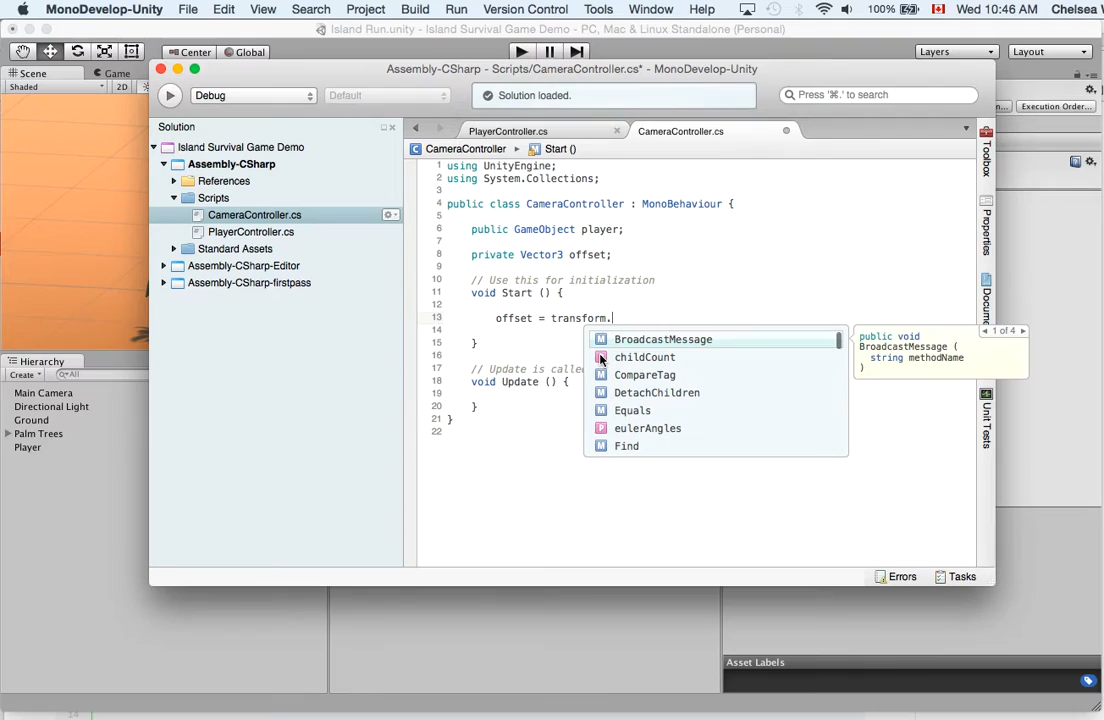 MonoDevelop-Unity File Edit View Search Project Build Run Version Control Tools Window Help 100% Wed 10:46 AM Chelsea
Island Run.unity - Island Survival Game Demo - PC, Mac & Linux Standalone (Personal)
Center Global Layers Layout
Scene Game
Shaded 2D
Execution Order...
Assembly-CSharp - Scripts/CameraController.cs* - MonoDevelop-Unity
Debug Default Solution loaded. Press '⌘.' to search
Solution
Island Survival Game Demo
Assembly-CSharp
References
Scripts
CameraController.cs
PlayerController.cs
Standard Assets
Assembly-CSharp-Editor
Assembly-CSharp-firstpass
PlayerController.cs CameraController.cs
CameraController Start ()
1 using UnityEngine;
2 using System.Collections;
3
4 public class CameraController : MonoBehaviour {
5
6 public GameObject player;
7
8 private Vector3 offset;
9
10 // Use this for initialization
11 void Start () {
12
13 offset = transform.
14
15 }
16
17 // Update is calle
18 void Update () {
19
20 }
21 }
22
BroadcastMessage
childCount
CompareTag
DetachChildren
Equals
eulerAngles
Find
1 of 4
public void
BroadcastMessage (
string methodName
)
Toolbox
Properties
Docum
Unit Tests
Errors Tasks
Hierarchy
Create All
Main Camera
Directional Light
Ground
Palm Trees
Player
Asset Labels
14